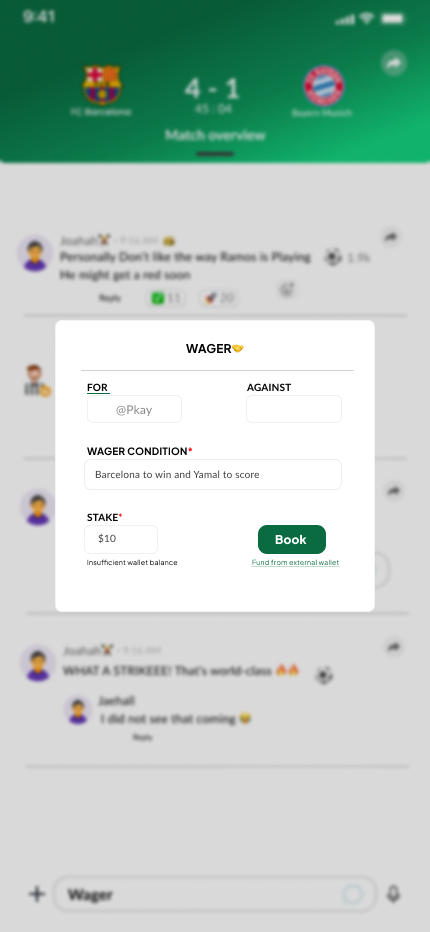 9:41
4 - 1
FC Barcelona
45 : 04
Bayern Munich
Match overview
Joahah - 9:16 AM
Personally Don't like the way Ramos is Playing
1.9k
He might get a red soon
Reply
11
20
WAGER🤝
FOR
AGAINST
@Pkay
WAGER CONDITION*
Barcelona to win and Yamal to score
STAKE*
$10
Book
Insufficient wallet balance
Fund from external wallet
Joahah - 9:16 AM
WHAT A STRIKEEE! That's world-class 🔥🔥
Jaehall
I did not see that coming 😂
Reply
Wager